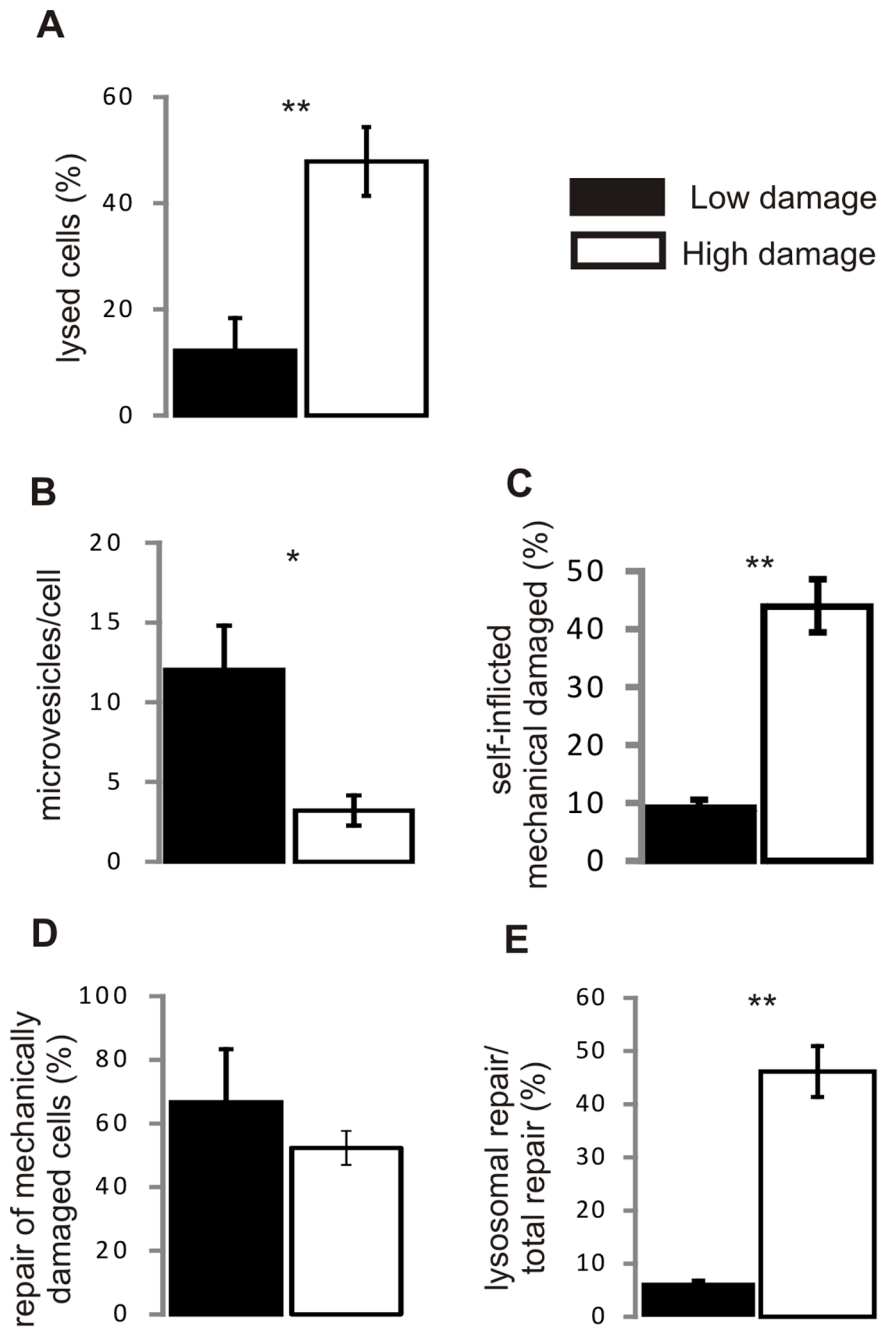 A
60
40
20
0
lysed cells (%)
**
Low damage
High damage
B
20
15
10
5
0
microvesicles/cell
*
C
50
40
30
20
10
0
self-inflicted
mechanical damaged (%)
**
D
100
80
60
40
20
0
repair of mechanically
damaged cells (%)
E
60
50
40
30
20
10
0
lysosomal repair/
total repair (%)
**